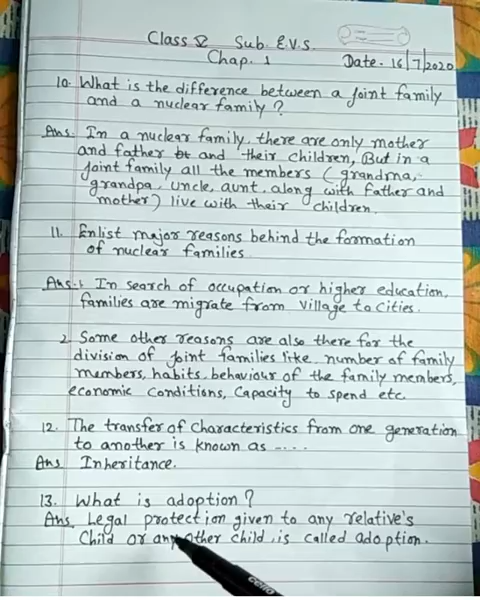 Class V Sub. E.V.S.
Chap. 1 Date. 16/7/2020
10. What is the difference between a joint family
and a nuclear family?
Ans. In a nuclear family, there are only mother
and father and their children, But in a
joint family all the members (grandma,
grandpa, uncle, aunt, along with father and
mother) live with their children.
11. Enlist major reasons behind the formation
of nuclear families.
Ans. 1. In search of occupation or higher education,
families are migrate from village to cities.
2. Some other reasons are also there for the
division of joint families like number of family
members, habits, behaviour of the family members,
economic conditions, Capacity to spend etc.
12. The transfer of characteristics from one generation
to another is known as ....
Ans Inheritance.
13. What is adoption?
Ans. Legal protection given to any relative's
Child or any other child is called adoption.
cello